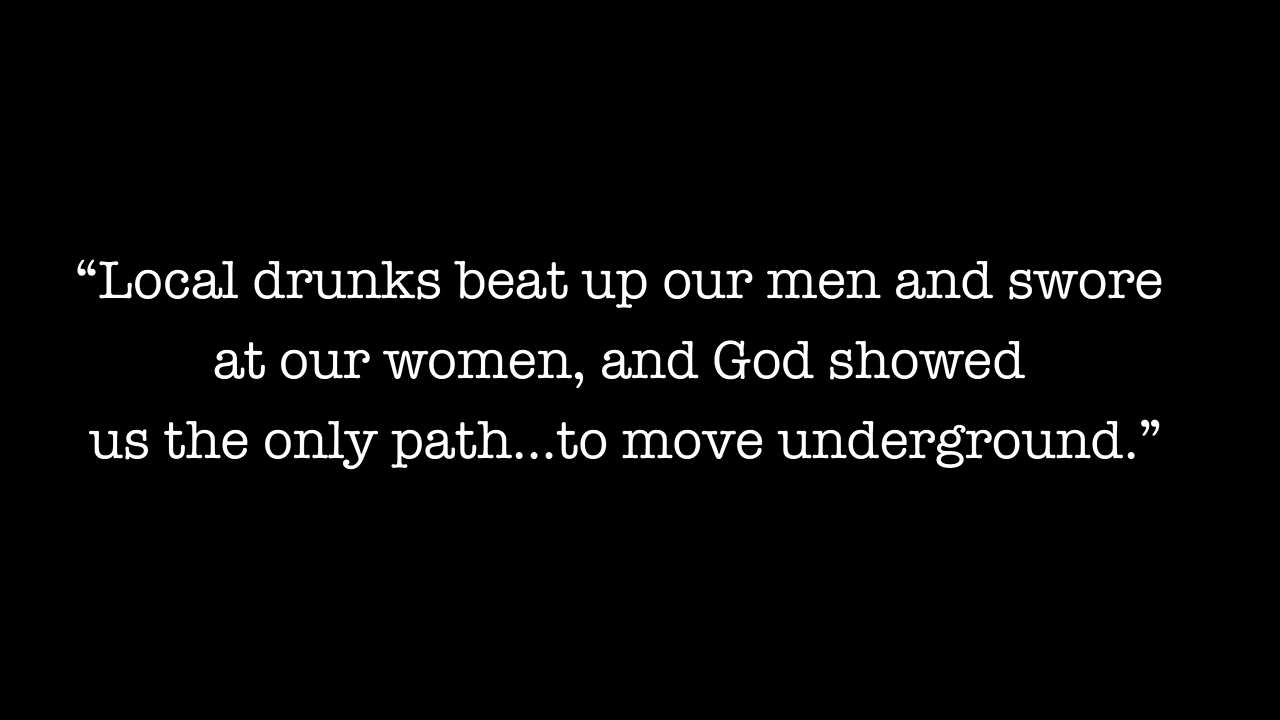 “Local drunks beat up our men and swore
at our women, and God showed
us the only path...to move underground.”